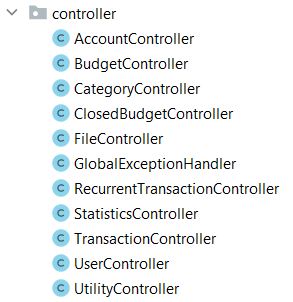 controller
AccountController
BudgetController
CategoryController
ClosedBudgetController
FileController
GlobalExceptionHandler
RecurrentTransactionController
StatisticsController
TransactionController
UserController
UtilityController